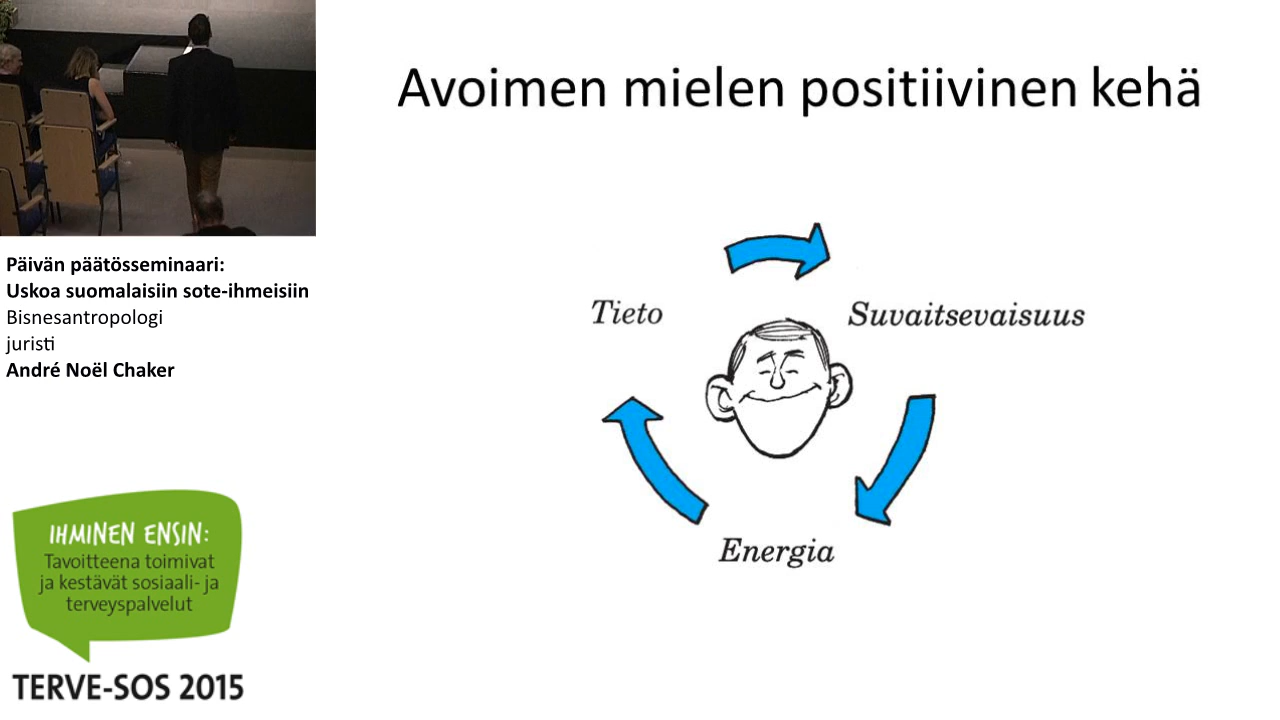 Avoimen mielen positiivinen kehä
Tieto
Suvaitsevaisuus
Energia
Päivän päätösseminaari:
Uskoa suomalaisiin sote-ihmeisiin
Bisnesantropologi
juristi
André Noël Chaker
IHMINEN ENSIN:
Tavoitteena toimivat
ja kestävät sosiaali- ja
terveyspalvelut
TERVE-SOS 2015